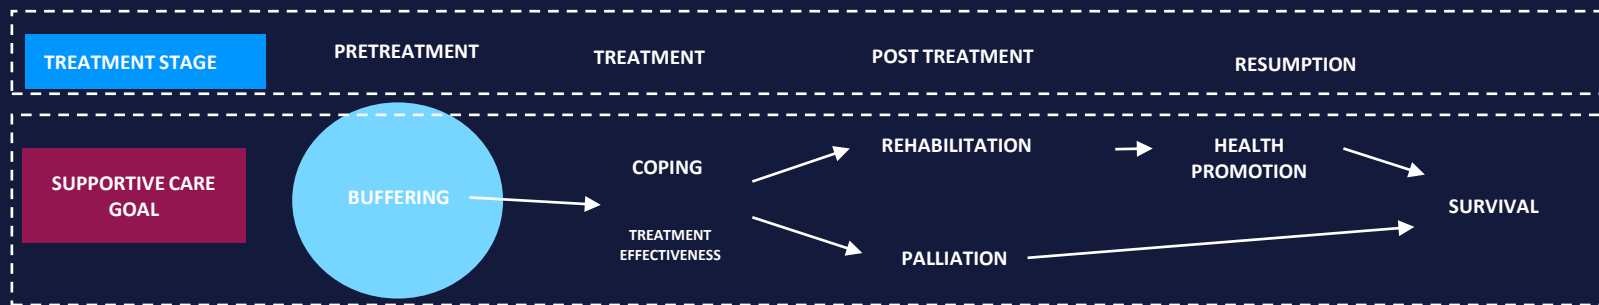 TREATMENT STAGE
PRETREATMENT
TREATMENT
POST TREATMENT
RESUMPTION
SUPPORTIVE CARE
GOAL
BUFFERING
COPING
TREATMENT
EFFECTIVENESS
REHABILITATION
PALLIATION
HEALTH
PROMOTION
SURVIVAL